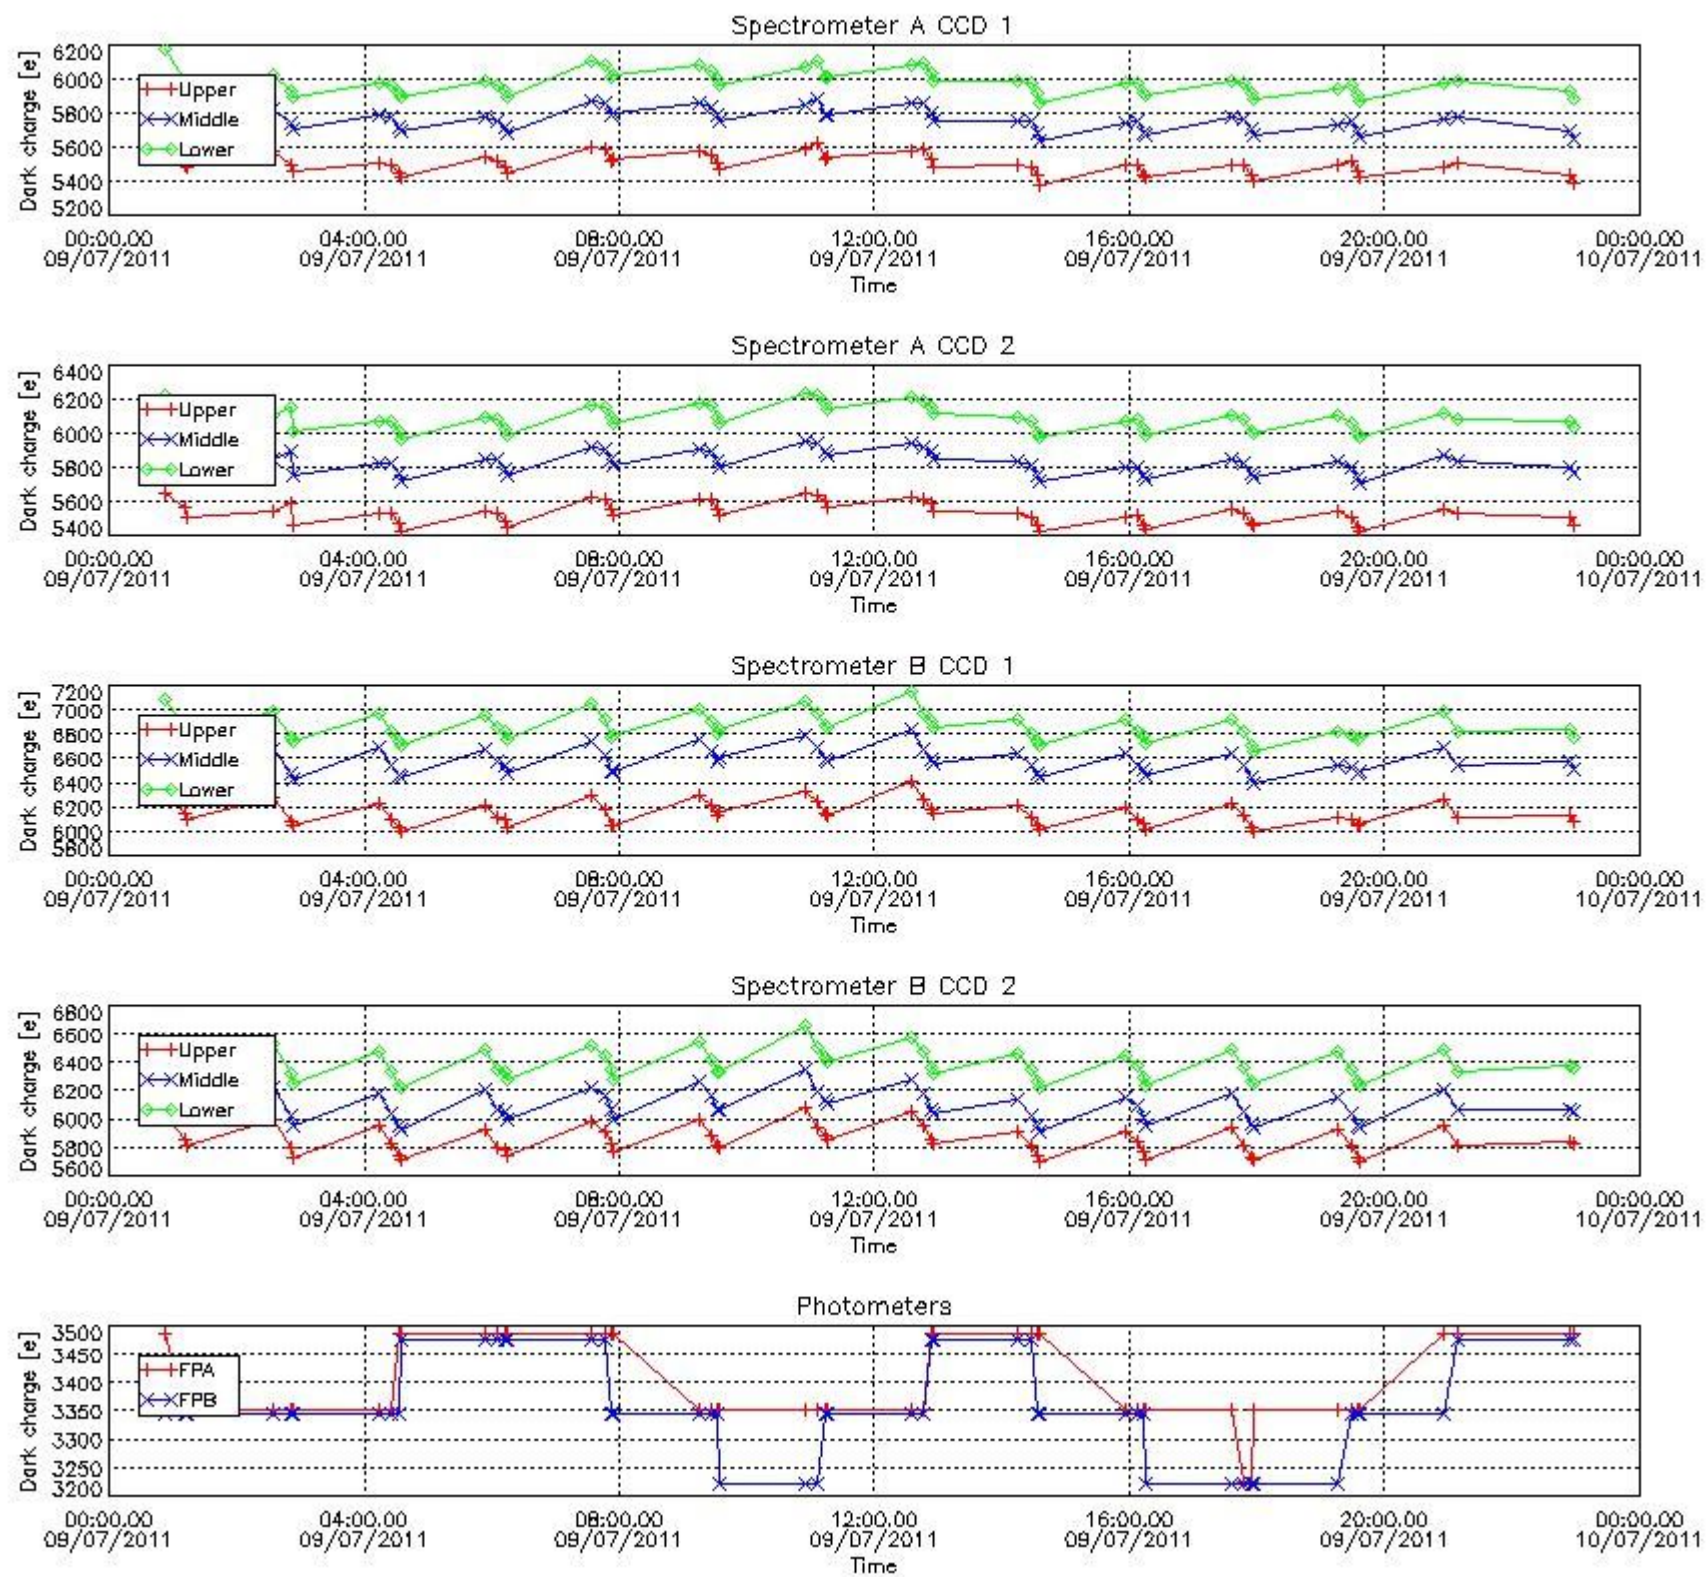 Spectrometer A CCD 1
Dark charge [e]
6200
6000
5800
5600
5400
5200
Upper
Middle
Lower
00:00.00 04:00.00 08:00.00 12:00.00 16:00.00 20:00.00 00:00.00
09/07/2011 09/07/2011 09/07/2011 09/07/2011 09/07/2011 09/07/2011 10/07/2011
Time
Spectrometer A CCD 2
Dark charge [e]
6400
6200
6000
5800
5600
5400
Upper
Middle
Lower
00:00.00 04:00.00 08:00.00 12:00.00 16:00.00 20:00.00 00:00.00
09/07/2011 09/07/2011 09/07/2011 09/07/2011 09/07/2011 09/07/2011 10/07/2011
Time
Spectrometer B CCD 1
Dark charge [e]
7200
7000
6800
6600
6400
6200
6000
5800
Upper
Middle
Lower
00:00.00 04:00.00 08:00.00 12:00.00 16:00.00 20:00.00 00:00.00
09/07/2011 09/07/2011 09/07/2011 09/07/2011 09/07/2011 09/07/2011 10/07/2011
Time
Spectrometer B CCD 2
Dark charge [e]
6800
6600
6400
6200
6000
5800
5600
Upper
Middle
Lower
00:00.00 04:00.00 08:00.00 12:00.00 16:00.00 20:00.00 00:00.00
09/07/2011 09/07/2011 09/07/2011 09/07/2011 09/07/2011 09/07/2011 10/07/2011
Time
Photometers
Dark charge [e]
3500
3450
3400
3350
3300
3250
3200
FPA
FPB
00:00.00 04:00.00 08:00.00 12:00.00 16:00.00 20:00.00 00:00.00
09/07/2011 09/07/2011 09/07/2011 09/07/2011 09/07/2011 09/07/2011 10/07/2011
Time